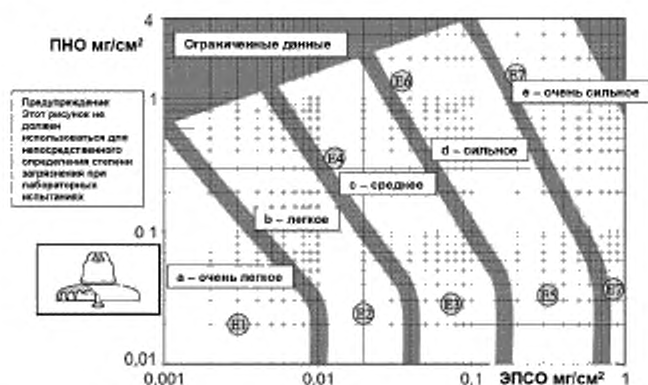 4
ПНО мг/см²
Ограниченные данные
E7
E6
e – очень сильное
1
Предупреждение
Этот рисунок не
должен
использоваться для
непосредственного
определения степени
загрязнения при
лабораторных
испытаниях
d – сильное
E4
c – среднее
b – легкое
0 1
a – очень легкое
E1
E2
E3
E5
E7
0,01
0.001
0.01
0.1
ЭПСО мг/см²
1